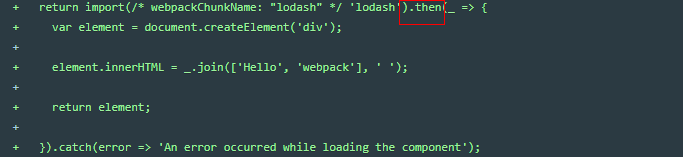 +   return import(/* webpackChunkName: "lodash" */ 'lodash').then(_ => {
+     var element = document.createElement('div');
+
+     element.innerHTML = _.join(['Hello', 'webpack'], ' ');
+
+     return element;
+
+   }).catch(error => 'An error occurred while loading the component');